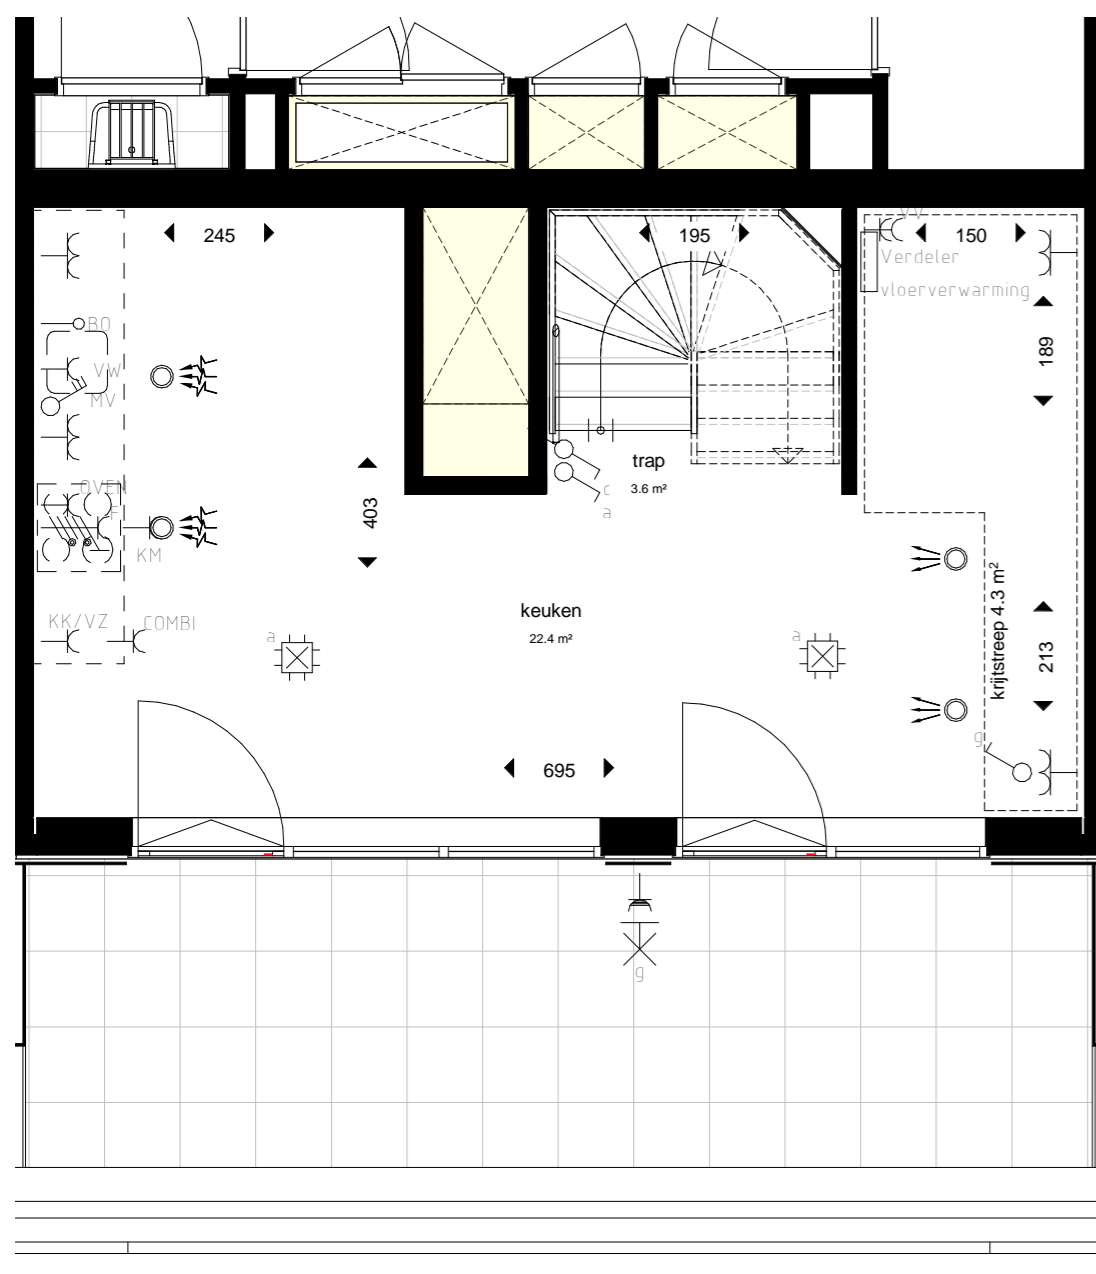 VV
245
195
150
Verdeler
vloerverwarming
BO
189
VW
MV
trap
3.6 m²
OVEN
c
403
F
a
KM
krijtstreep 4.3 m²
keuken
22.4 m²
KK/VZ
COMBI
a
a
213
g
695
g